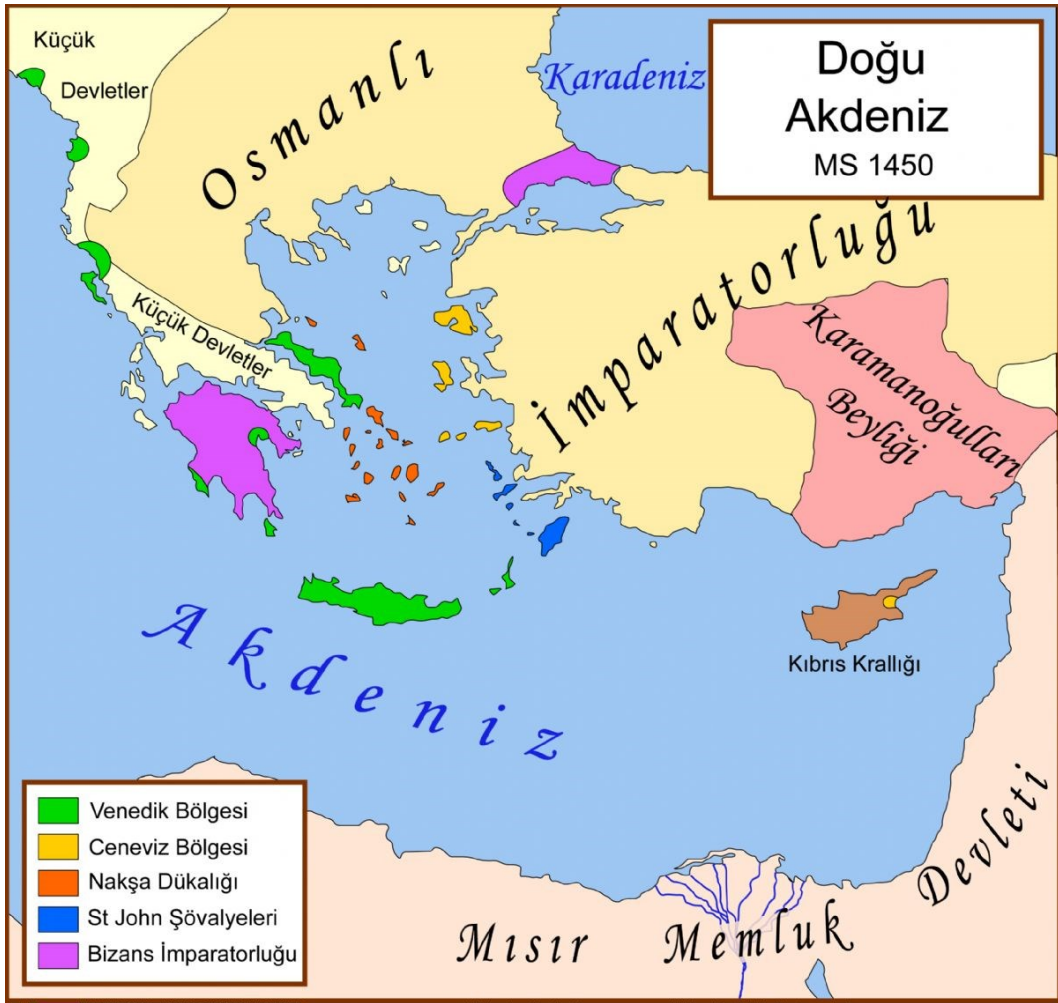 Doğu
Akdeniz
MS 1450
Küçük
Devletler
Osmanlı
İmparatorluğu
Karadeniz
Küçük Devletler
Karamanoğulları
Beyliği
Akdeniz
Kıbrıs Krallığı
Mısır Memluk Devleti
Venedik Bölgesi
Ceneviz Bölgesi
Nakşa Dükalığı
St John Şövalyeleri
Bizans İmparatorluğu